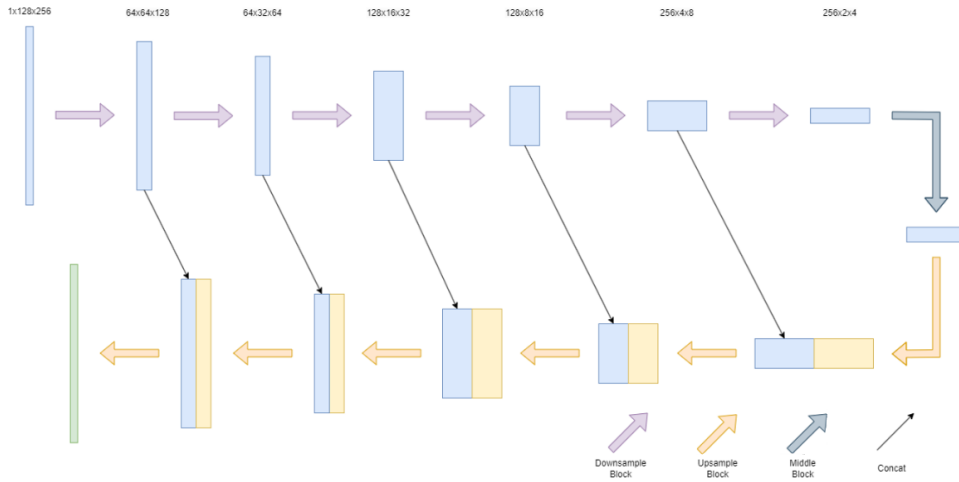 1x128x256
64x64x128
64x32x64
128x16x32
128x8x16
256x4x8
256x2x4
Downsample
Block
Upsample
Block
Middle
Block
Concat